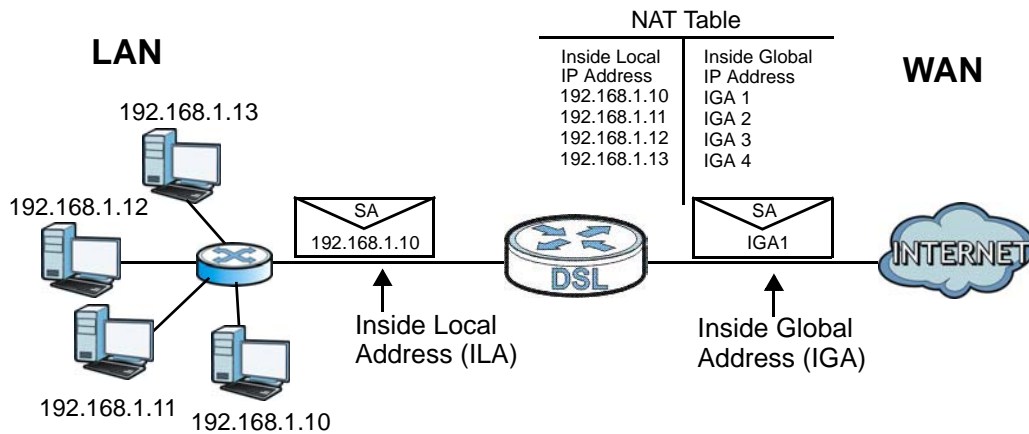 NAT Table
LAN
WAN
Inside Local
IP Address
192.168.1.10
192.168.1.11
192.168.1.12
192.168.1.13
Inside Global
IP Address
IGA 1
IGA 2
IGA 3
IGA 4
192.168.1.13
192.168.1.12
192.168.1.11
192.168.1.10
SA
192.168.1.10
Inside Local
Address (ILA)
DSL
SA
IGA1
Inside Global
Address (IGA)
INTERNET